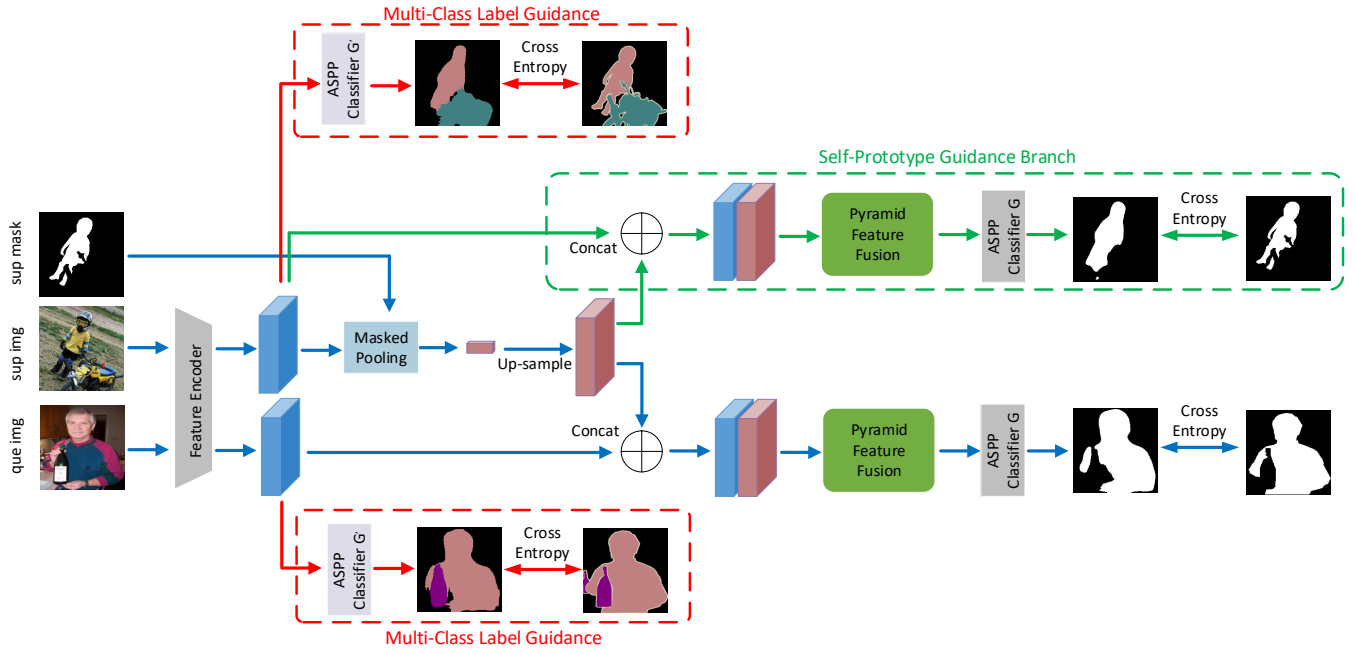 Multi-Class Label Guidance
ASPP
Classifier G'
Cross
Entropy
Self-Prototype Guidance Branch
sup mask
Concat
Pyramid
Feature
Fusion
ASPP
Classifier G
Cross
Entropy
sup img
Feature Encoder
Masked
Pooling
Up-sample
que img
Concat
Pyramid
Feature
Fusion
ASPP
Classifier G
Cross
Entropy
ASPP
Classifier G'
Cross
Entropy
Multi-Class Label Guidance